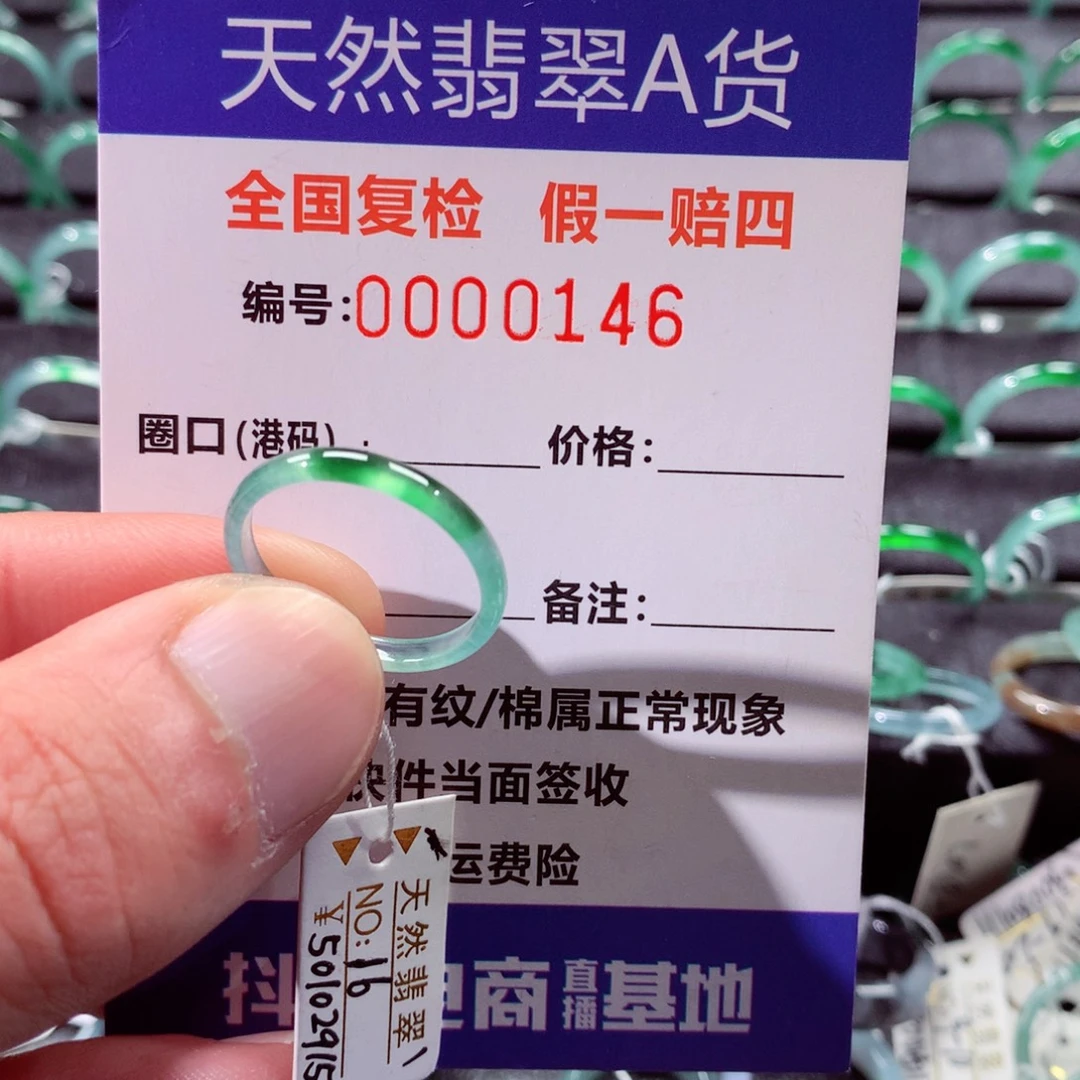 天然翡翠A货
全国复检 假一赔四
编号:0000146
圈口(港码) 价格:
备注:
有纹/棉属正常现象
快件当面签收
运费险
抖 电商直播基地
天然翡翠
NO: 16
¥50102915